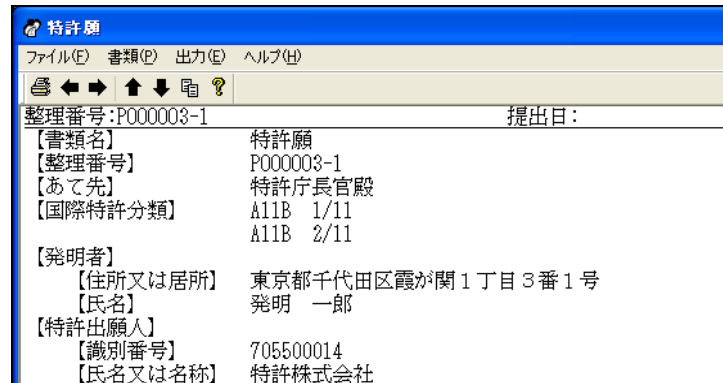 特許願
ファイル(F) 書類(P) 出力(E) ヘルプ(H)
整理番号:P000003-1 提出日:
【書類名】 特許願
【整理番号】 P000003-1
【あて先】 特許庁長官殿
【国際特許分類】 A11B 1/11
A11B 2/11
【発明者】
【住所又は居所】 東京都千代田区霞が関1丁目3番1号
【氏名】 発明 一郎
【特許出願人】
【識別番号】 705500014
【氏名又は名称】 特許株式会社